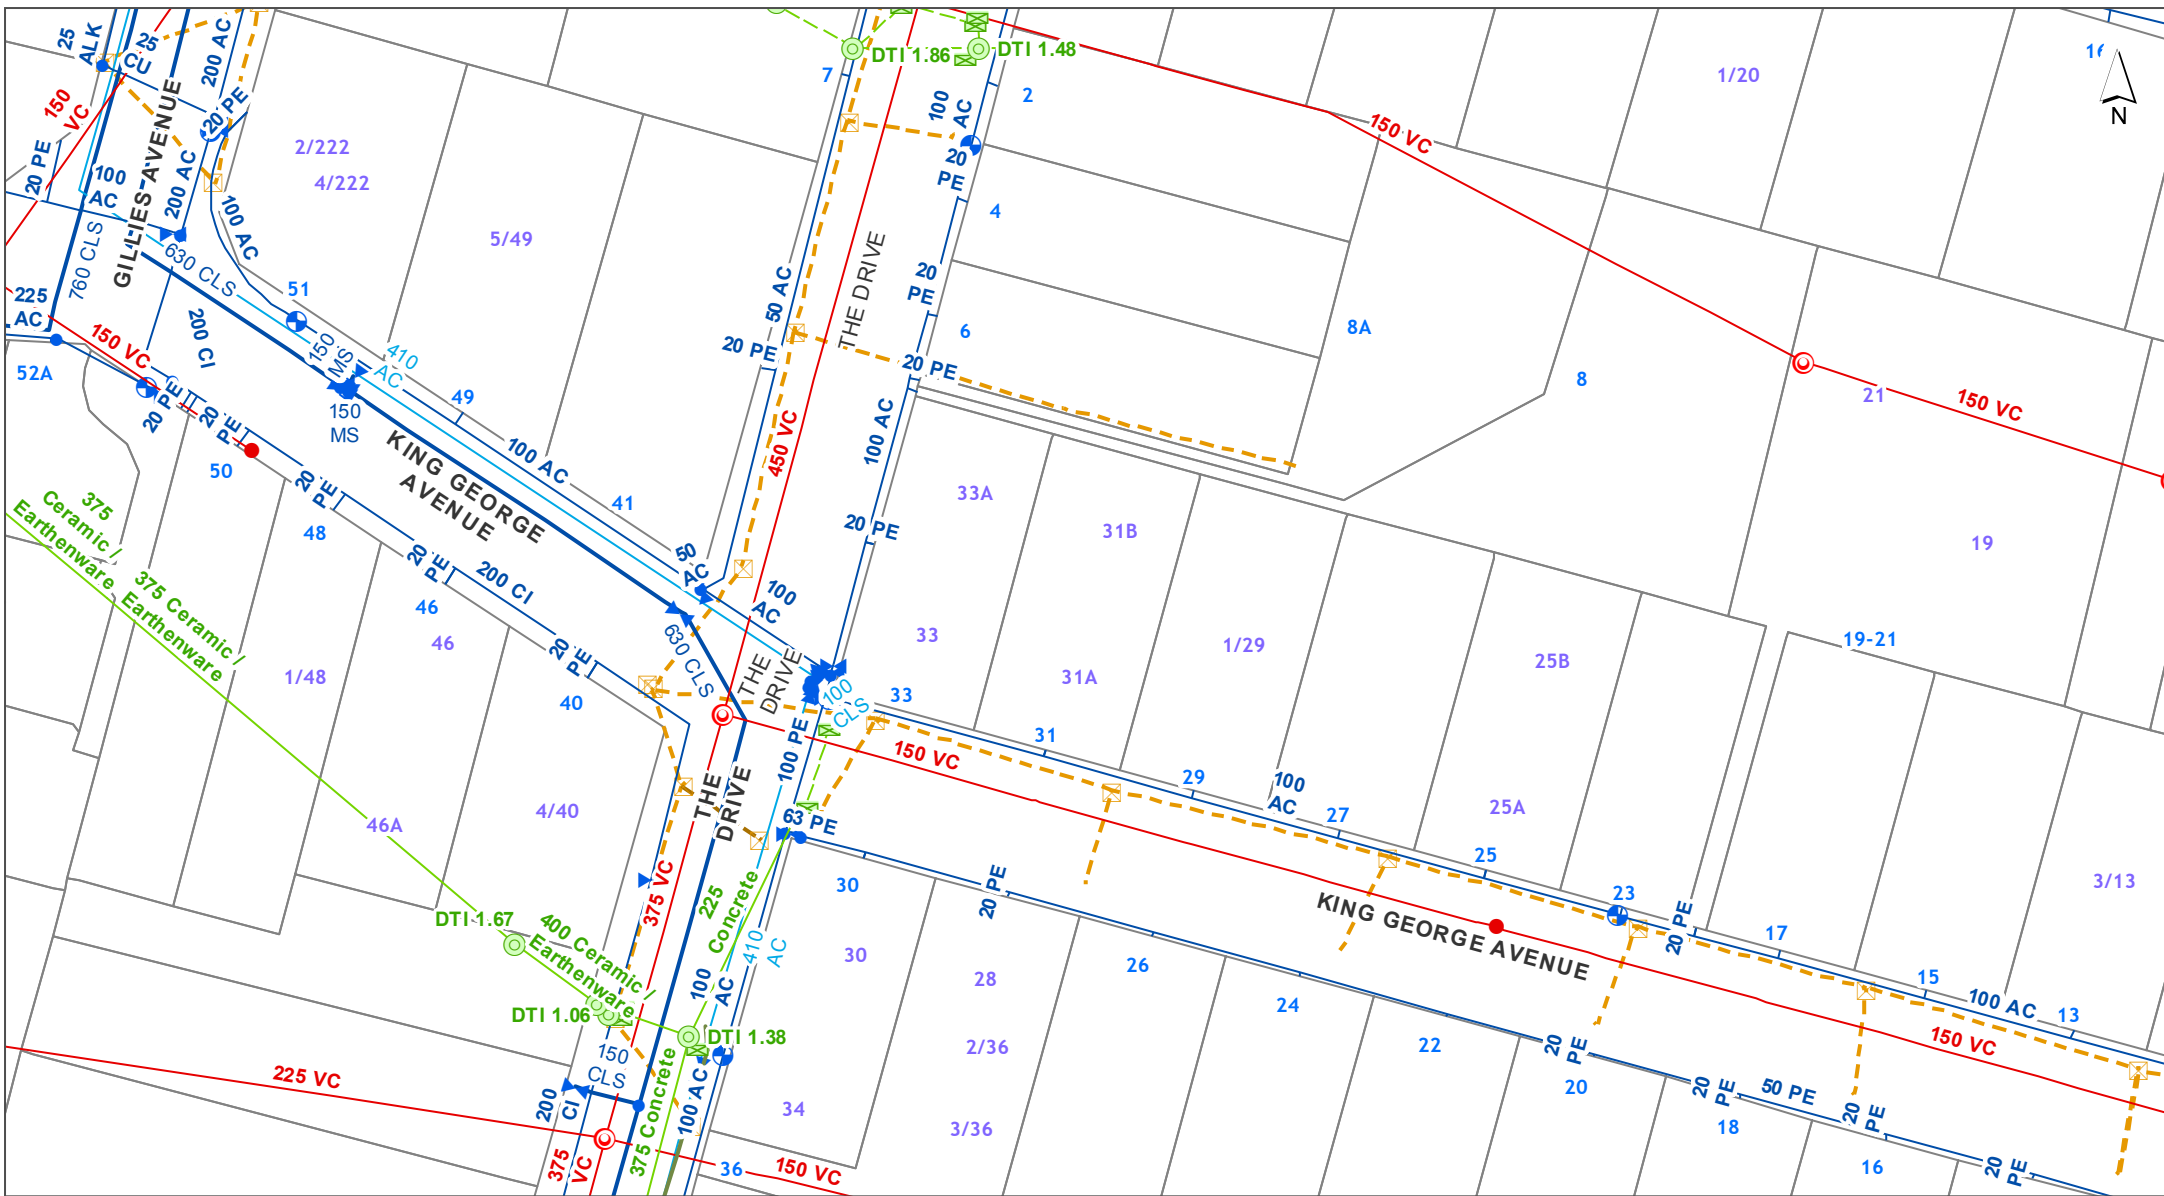 25
ALK
25
CU
200 AC
150
VC
20 PE
20 PE
GILLIES AVENUE
100
AC
200 AC
100 AC
760 CLS
630 CLS
2/222
4/222
5/49
7
DTI 1.86
DTI 1.48
100
AC
2
20
PE
4
THE DRIVE
20
PE
6
20 PE
50 AC
20 PE
150 VC
1/20
16
N
8A
8
21
150 VC
19
225
AC
52A
150 VC
200 CI
51
150
MS
410
AC
150
MS
49
20 PE
20
PE
50
KING GEORGE
AVENUE
100 AC
41
450 VC
100 AC
20 PE
33A
31B
20
PE
48
375
Ceramic /
Earthenware
375 Ceramic /
Earthenware
20
PE
200 CI
46
46
50
AC
100
AC
20
PE
630 CLS
THE
DRIVE
33
31A
1/29
25B
19-21
1/48
40
100
CLS
33
31
29
100
AC
27
25A
25
23
20 PE
17
15
100 AC
13
3/13
150 VC
100 PE
THE
DRIVE
63 PE
46A
4/40
375 VC
225
Concrete
30
20 PE
KING GEORGE AVENUE
DTI 1.67
400 Ceramic /
Earthenware
DTI 1.06
410
AC
100
AC
DTI 1.38
30
28
26
24
22
20
PE
20
20
PE
50 PE
18
20
PE
16
20
PE
150 VC
2/36
3/36
34
36
150 VC
225 VC
150
CLS
200
CI
375
VC
375 Concrete
100 AC